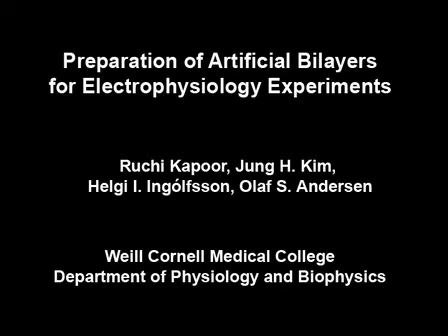 Preparation of Artificial Bilayers
for Electrophysiology Experiments
Ruchi Kapoor, Jung H. Kim,
Helgi I. Ingólfsson, Olaf S. Andersen
Weill Cornell Medical College
Department of Physiology and Biophysics